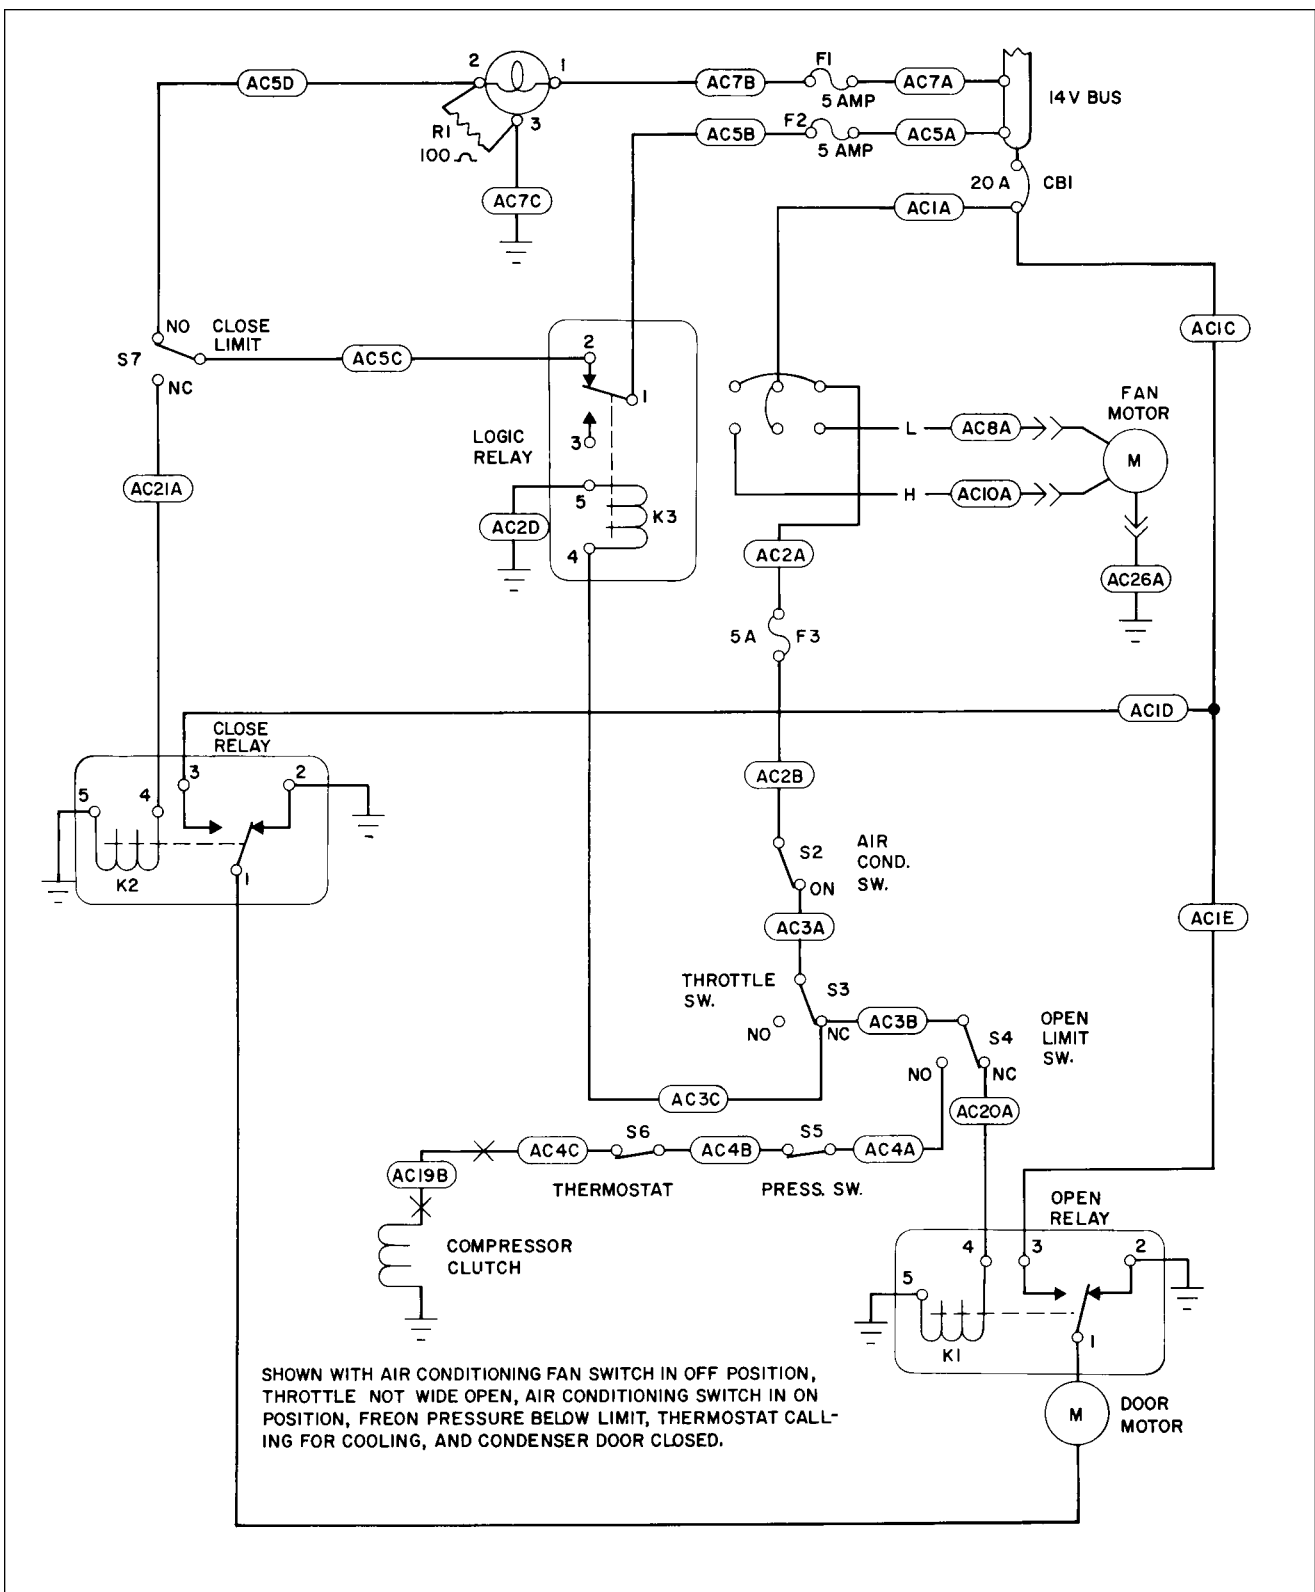 AC5D
2
1
AC7B
F1
5 AMP
AC7A
14V BUS
R1
100
3
AC7C
AC5B
F2
5 AMP
AC5A
20A
CB1
AC1A
AC1C
NO
CLOSE
LIMIT
S7
NC
AC5C
2
1
3
LOGIC
RELAY
5
K3
4
AC2D
L
AC8A
FAN
MOTOR
M
H
AC10A
AC26A
AC21A
AC2A
5A
F3
AC1D
CLOSE
RELAY
3
2
5
4
K2
1
AC2B
S2
AIR
COND.
SW.
ON
AC3A
AC1E
THROTTLE
SW.
S3
NO
NC
AC3B
S4
OPEN
LIMIT
SW.
NO
NC
AC3C
AC20A
AC4C
S6
AC4B
S5
AC4A
AC19B
THERMOSTAT
PRESS. SW.
COMPRESSOR
CLUTCH
OPEN
RELAY
4
3
2
5
K1
1
M
DOOR
MOTOR
SHOWN WITH AIR CONDITIONING FAN SWITCH IN OFF POSITION,
THROTTLE NOT WIDE OPEN, AIR CONDITIONING SWITCH IN ON
POSITION, FREON PRESSURE BELOW LIMIT, THERMOSTAT CALL-
ING FOR COOLING, AND CONDENSER DOOR CLOSED.